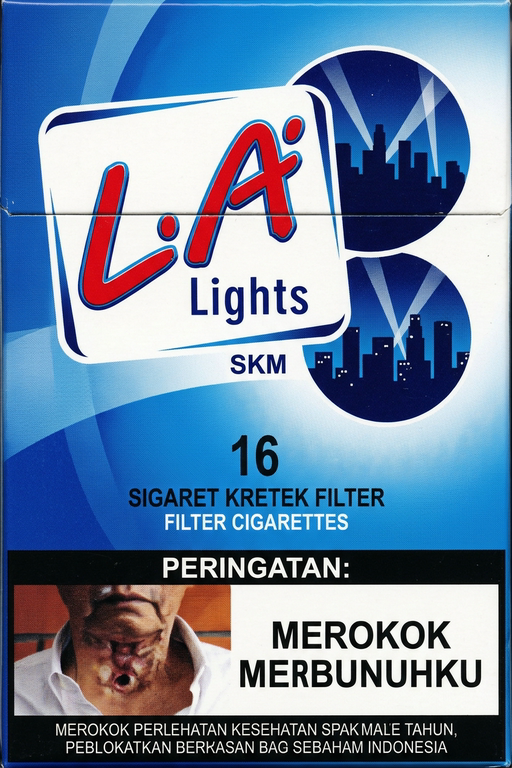 L.A.
Lights
SKM
16
SIGARET KRETEK FILTER
FILTER CIGARETTES
PERINGATAN:
MEROKOK
MERBUNUHKU
MEROKOK PERLEHATAN KESEHATAN SPAK MALE TAHUN,
PEBLOKATKAN BERKASAN BAG SEBAHAM INDONESIA